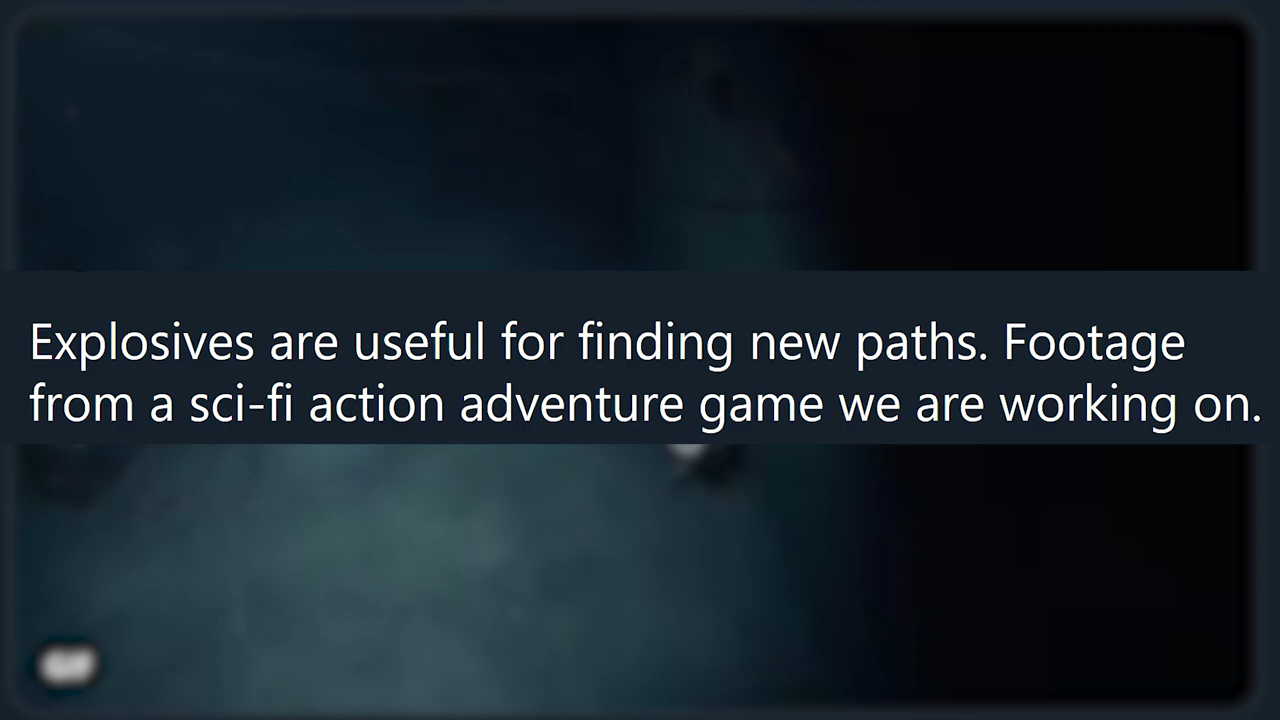 Explosives are useful for finding new paths. Footage
from a sci-fi action adventure game we are working on.